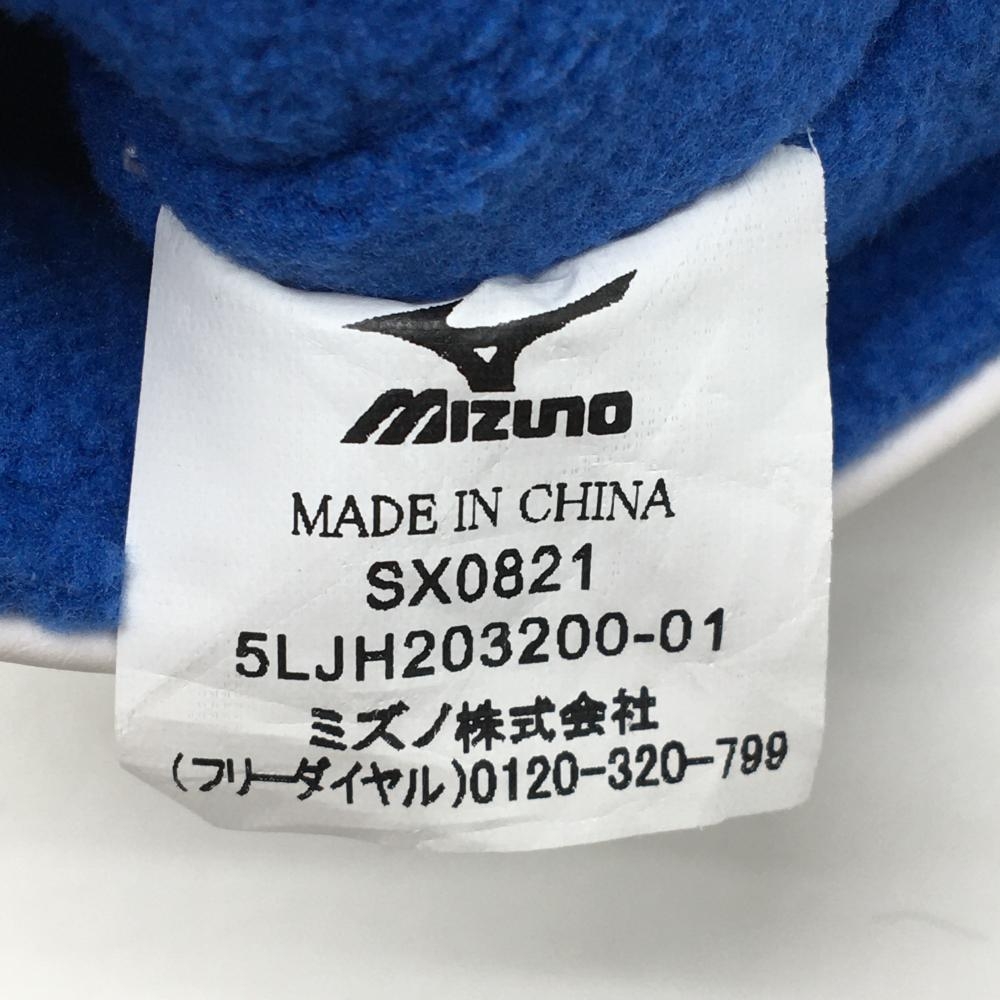 MIZUNO
MADE IN CHINA
SX0821
5LJH203200-01
ミズノ株式会社
(フリーダイヤル)0120-320-799